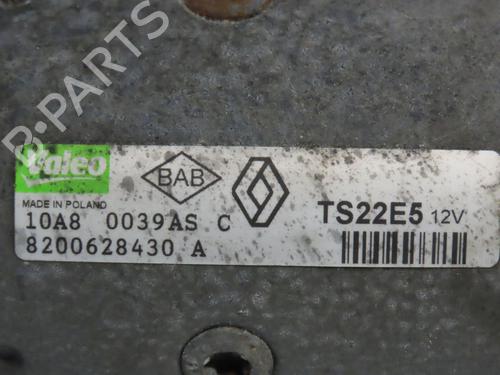 B-PARTS
Valeo
BAB
MADE IN POLAND
10A8 0039AS C
TS22E5 12V
8200628430 A